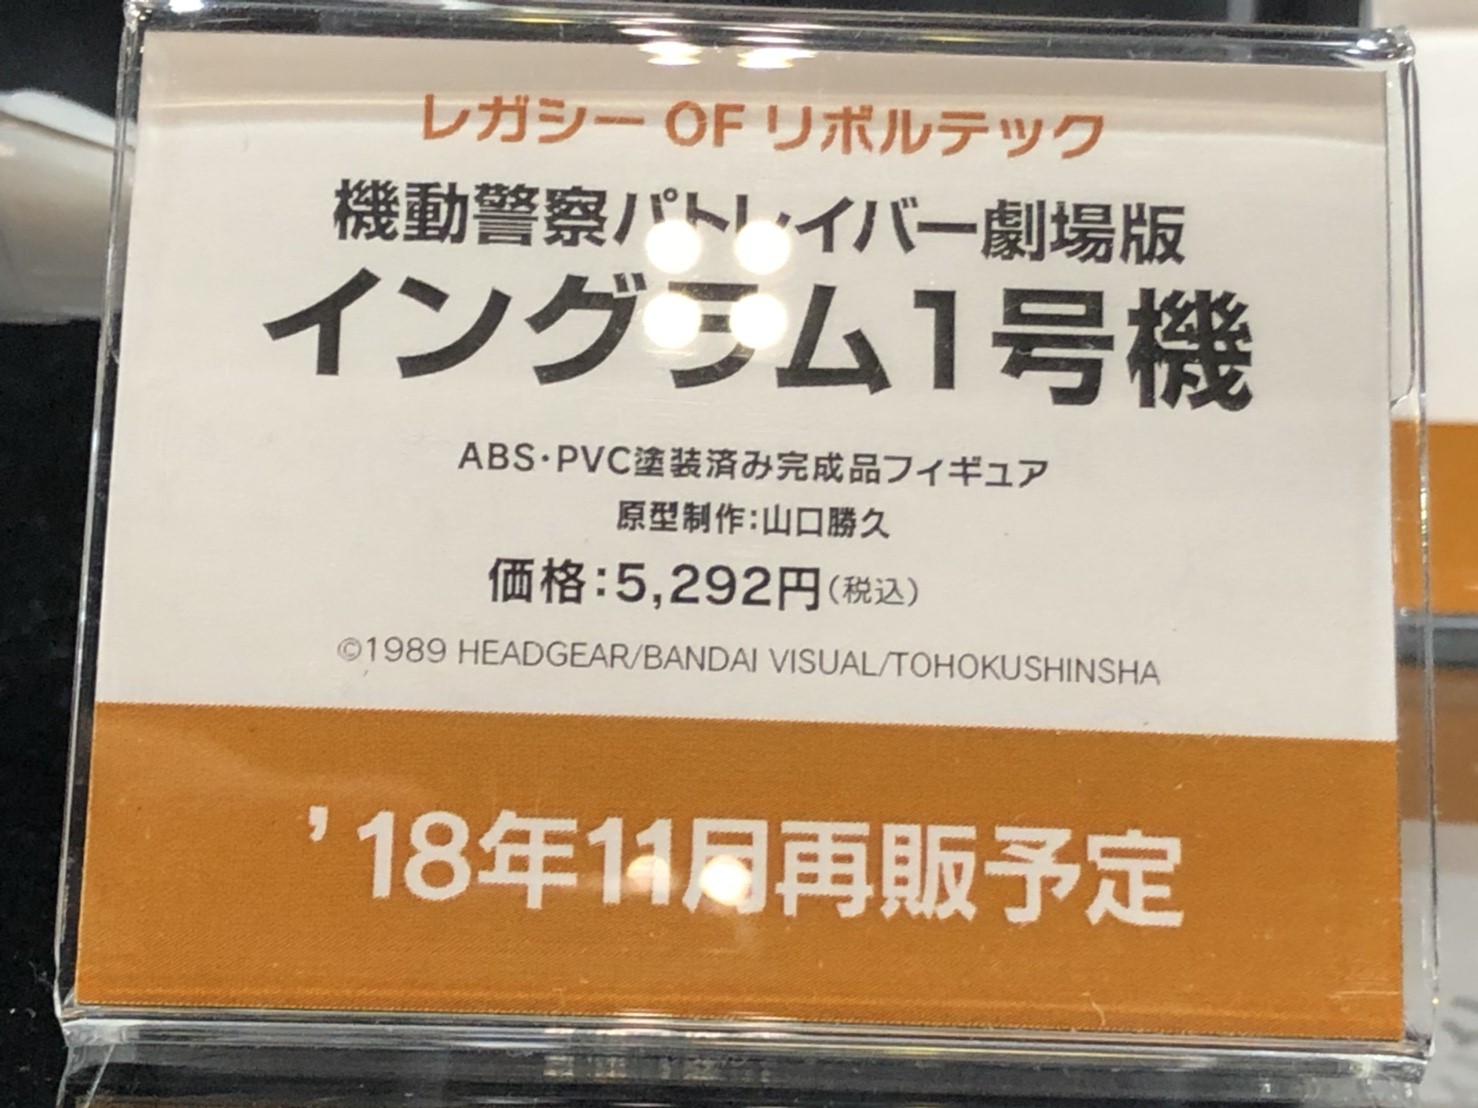 レガシー OF リボルテック
機動警察パトレイバー劇場版
イングラム1号機
ABS・PVC塗装済み完成品フィギュア
原型制作：山口勝久
価格：5,292円（税込）
©1989 HEADGEAR/BANDAI VISUAL/TOHOKUSHINSHA
’18年11月再販予定